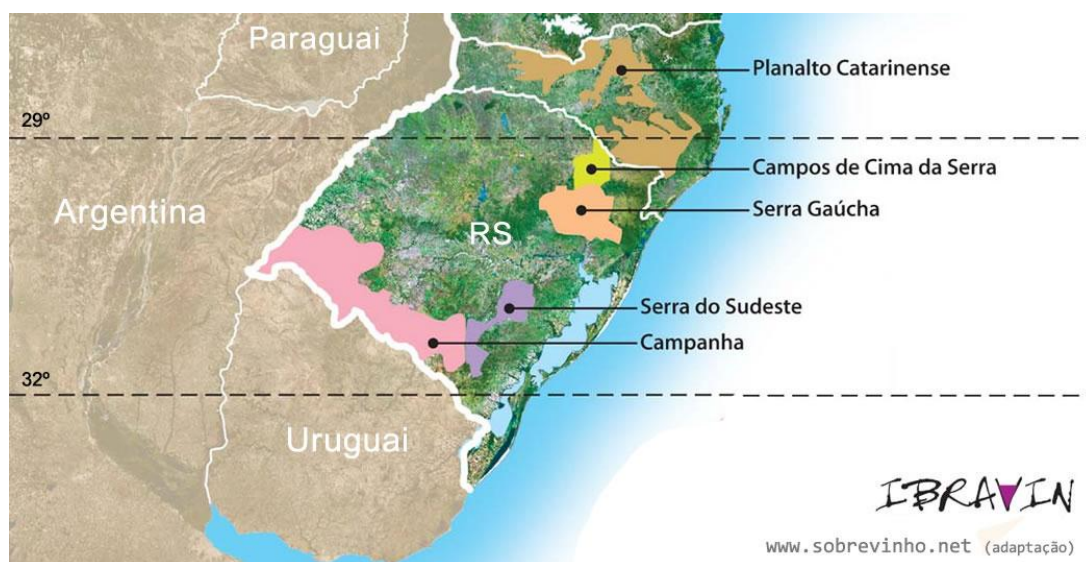 Paraguai
Planalto Catarinense
29º
Campos de Cima da Serra
Argentina
Serra Gaúcha
RS
Serra do Sudeste
Campanha
32º
Uruguai
IBRAVIN
www.sobrevinho.net (adaptação)